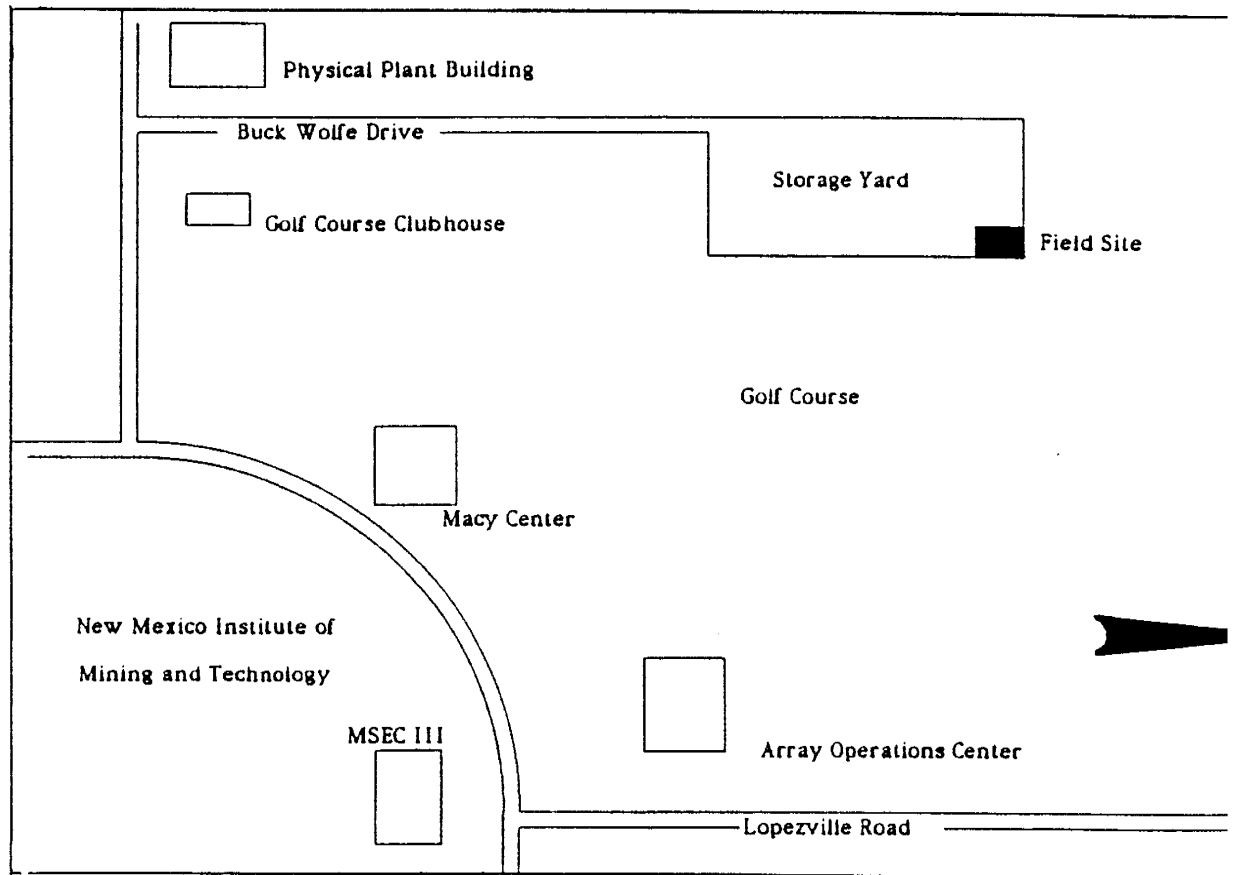 Physical Plant Building
Buck Wolfe Drive
Storage Yard
Golf Course Clubhouse
Field Site
Golf Course
Macy Center
New Mexico Institute of
Mining and Technology
MSEC III
Array Operations Center
Lopezville Road